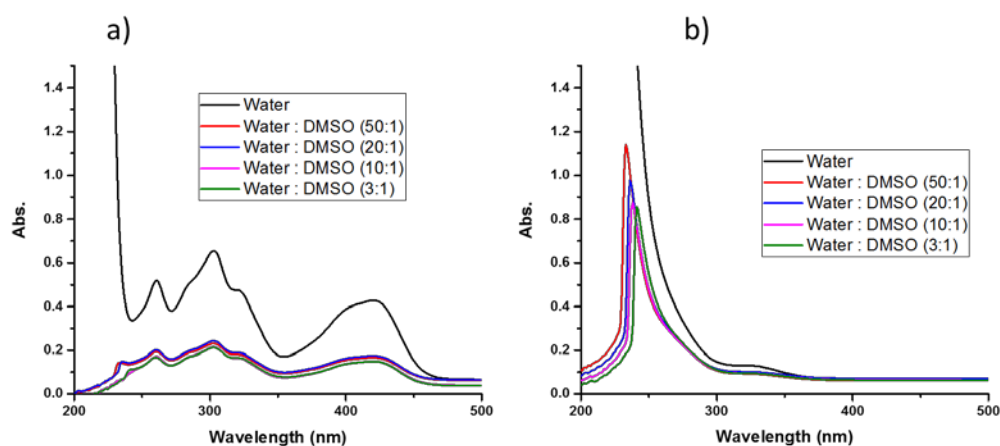 a)
1.4
1.2
1.0
0.8
0.6
0.4
0.2
0.0
Abs.
200
300
400
500
Wavelength (nm)
Water
Water : DMSO (50:1)
Water : DMSO (20:1)
Water : DMSO (10:1)
Water : DMSO (3:1)
b)
1.4
1.2
1.0
0.8
0.6
0.4
0.2
0.0
Abs.
200
300
400
500
Wavelength (nm)
Water
Water : DMSO (50:1)
Water : DMSO (20:1)
Water : DMSO (10:1)
Water : DMSO (3:1)